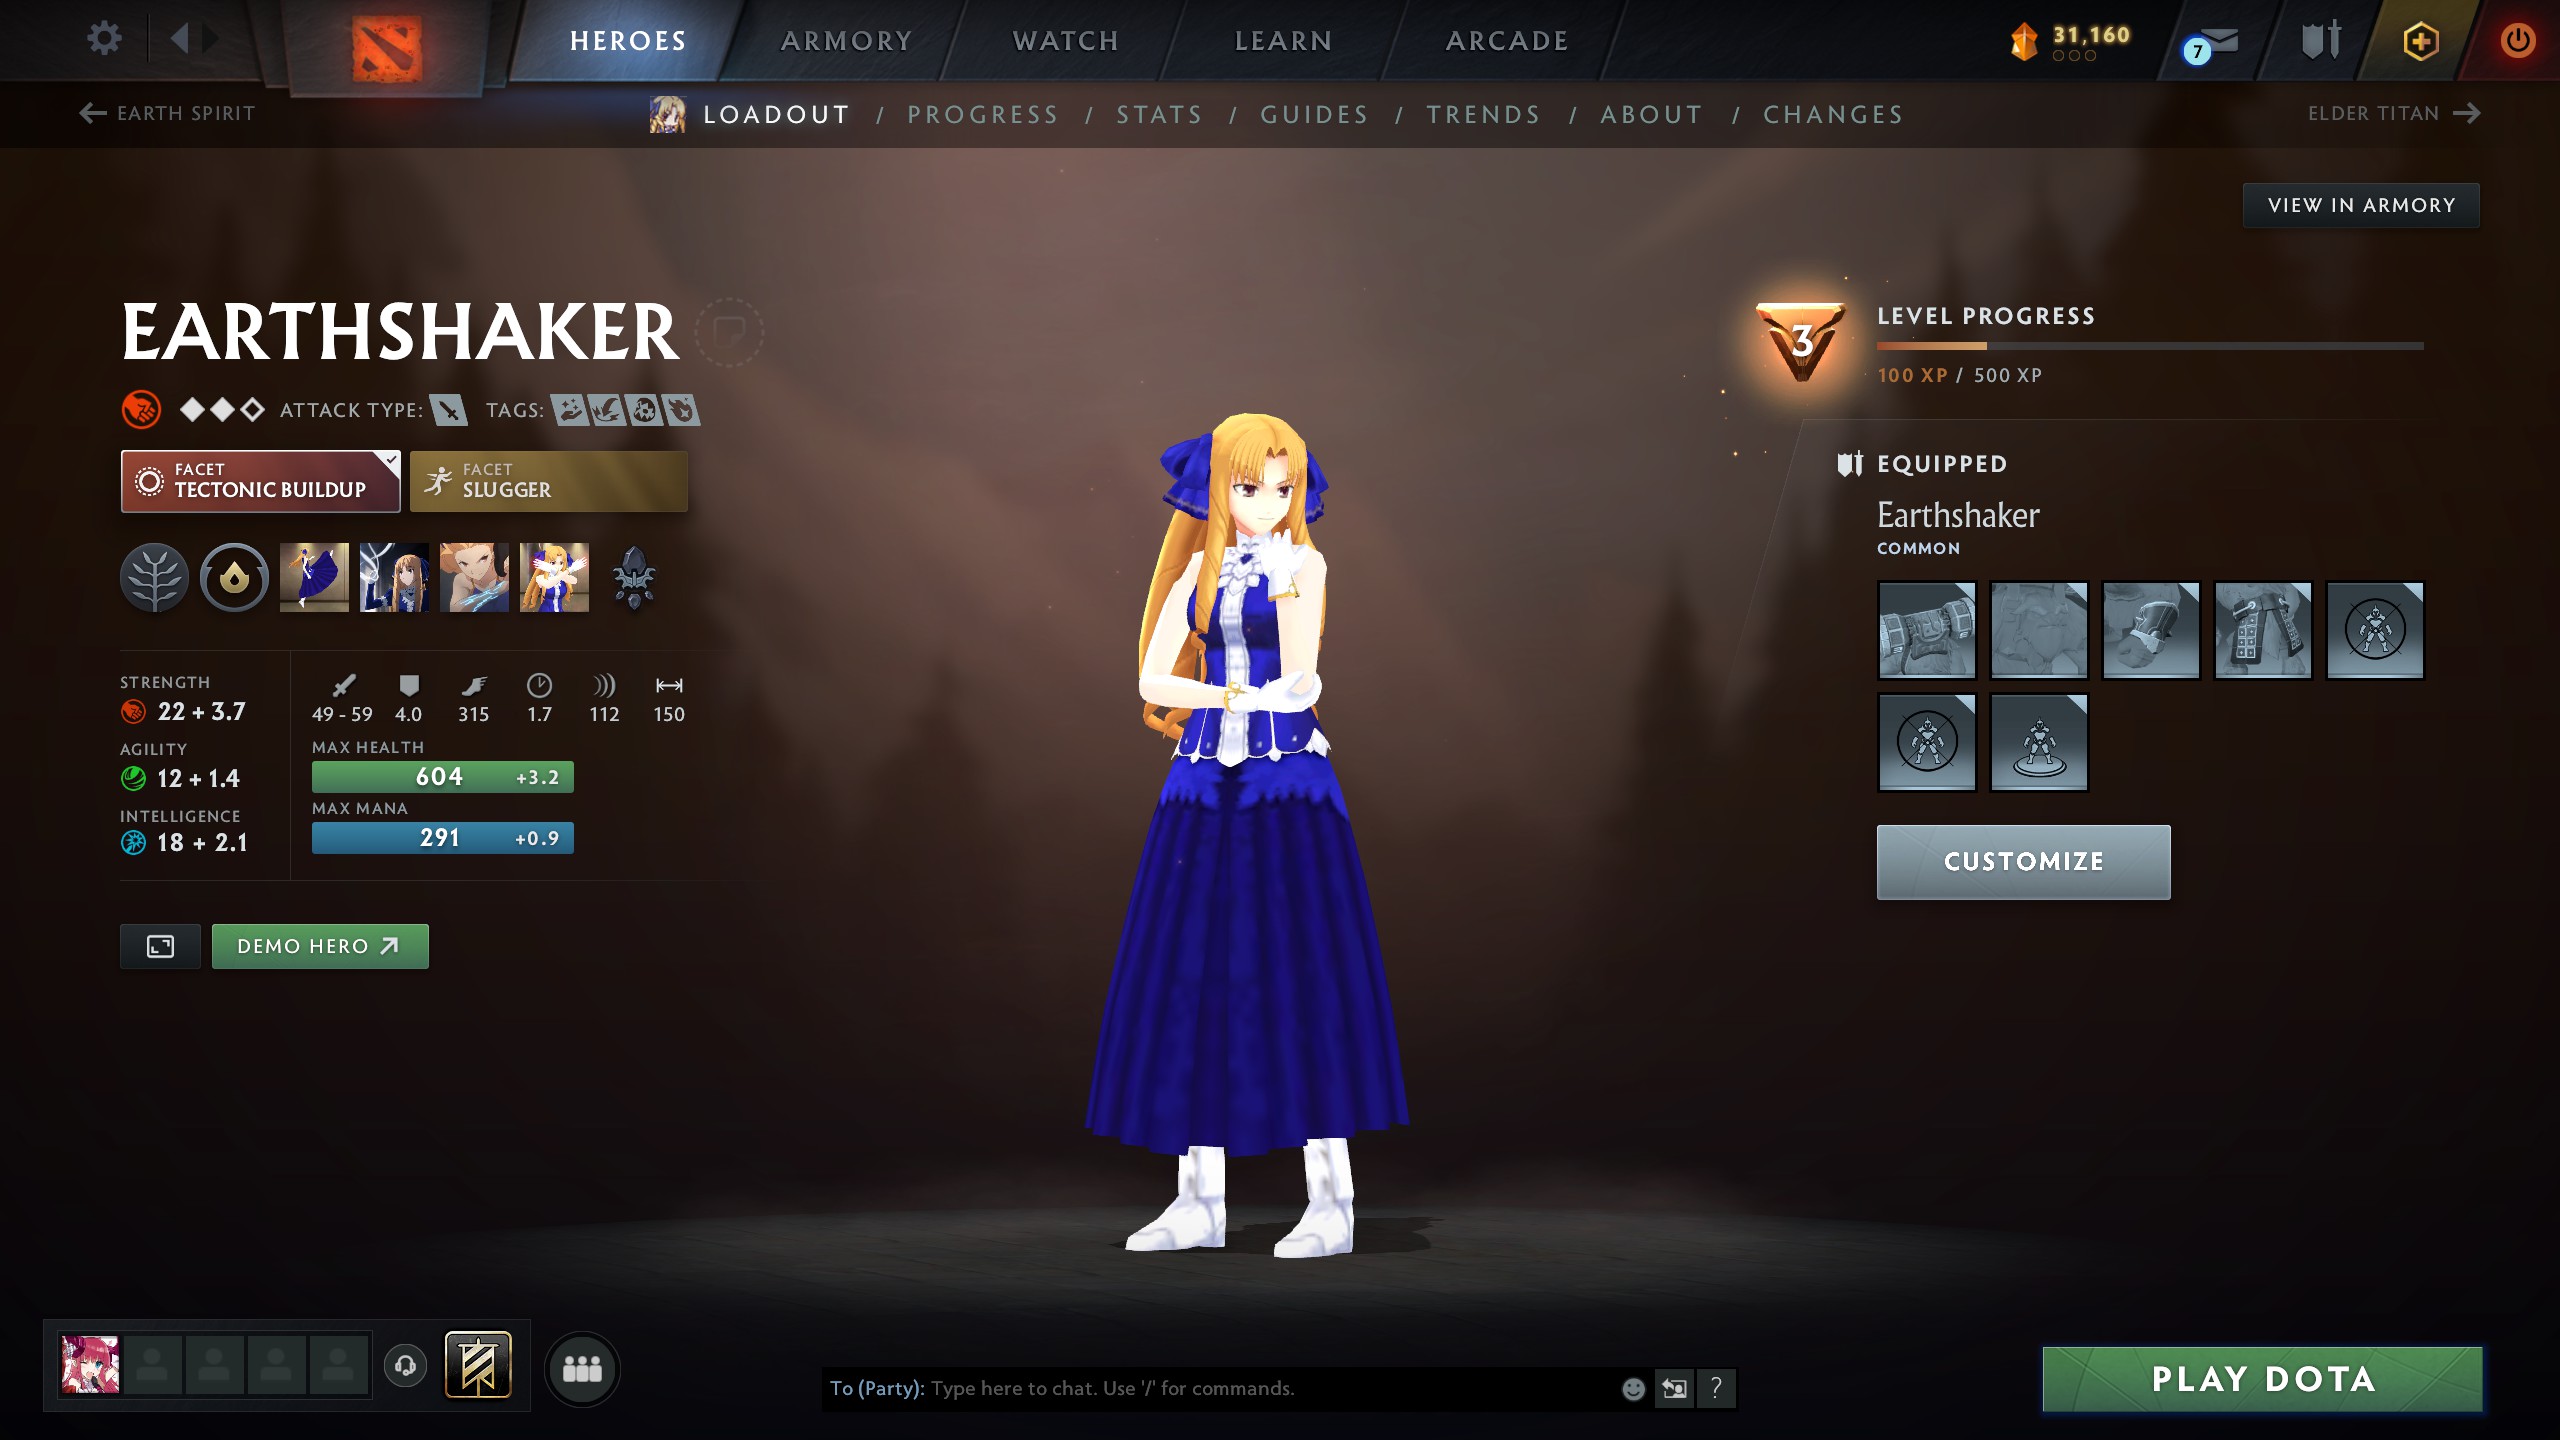 HEROES
ARMORY
WATCH
LEARN
ARCADE
31,160
7
EARTH SPIRIT
LOADOUT / PROGRESS / STATS / GUIDES / TRENDS / ABOUT / CHANGES
ELDER TITAN
VIEW IN ARMORY
EARTHSHAKER
ATTACK TYPE:
TAGS:
FACET
TECTONIC BUILDUP
FACET
SLUGGER
STRENGTH
22 + 3.7
AGILITY
12 + 1.4
INTELLIGENCE
18 + 2.1
49 - 59
4.0
315
1.7
112
150
MAX HEALTH
604
+3.2
MAX MANA
291
+0.9
DEMO HERO
3
LEVEL PROGRESS
100 XP / 500 XP
EQUIPPED
Earthshaker
COMMON
CUSTOMIZE
To (Party): Type here to chat. Use '/' for commands.
?
PLAY DOTA